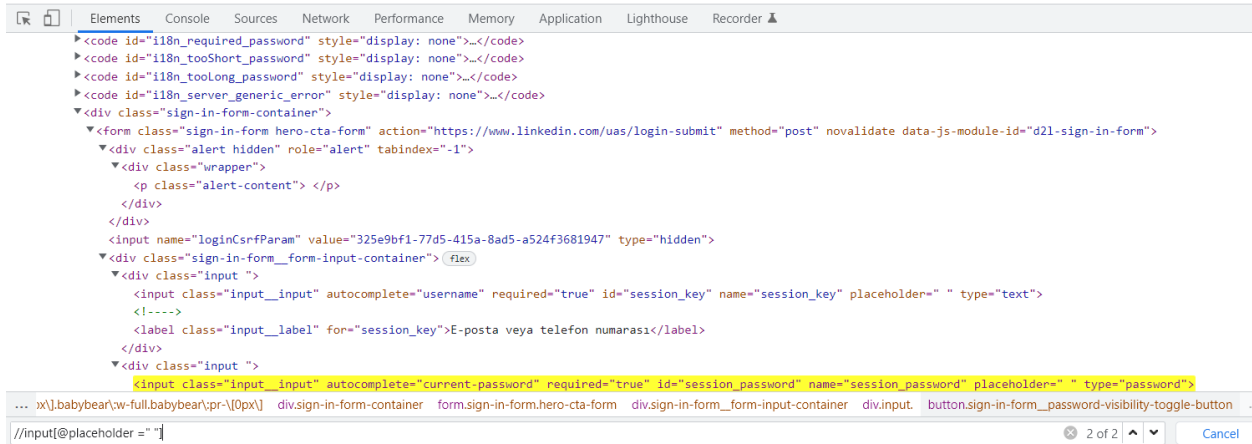 Elements Console Sources Network Performance Memory Application Lighthouse Recorder
<code id="i18n_required_password" style="display: none">…</code>
<code id="i18n_tooShort_password" style="display: none">…</code>
<code id="i18n_tooLong_password" style="display: none">…</code>
<code id="i18n_server_generic_error" style="display: none">…</code>
<div class="sign-in-form-container">
<form class="sign-in-form hero-cta-form" action="https://www.linkedin.com/uas/login-submit" method="post" novalidate data-js-module-id="d2l-sign-in-form">
<div class="alert hidden" role="alert" tabindex="-1">
<div class="wrapper">
<p class="alert-content"> </p>
</div>
</div>
<input name="loginCsrfParam" value="325e9bf1-77d5-415a-8ad5-a524f3681947" type="hidden">
<div class="sign-in-form__form-input-container"> flex
<div class="input ">
<input class="input__input" autocomplete="username" required="true" id="session_key" name="session_key" placeholder=" " type="text">
<!---->
<label class="input__label" for="session_key">E-posta veya telefon numarası</label>
</div>
<div class="input ">
<input class="input__input" autocomplete="current-password" required="true" id="session_password" name="session_password" placeholder=" " type="password">
… ›x\].babybear\:w-full.babybear\:pr-\[0px\] div.sign-in-form-container form.sign-in-form.hero-cta-form div.sign-in-form__form-input-container div.input. button.sign-in-form__password-visibility-toggle-button
//input[@placeholder =" "] 2 of 2 Cancel